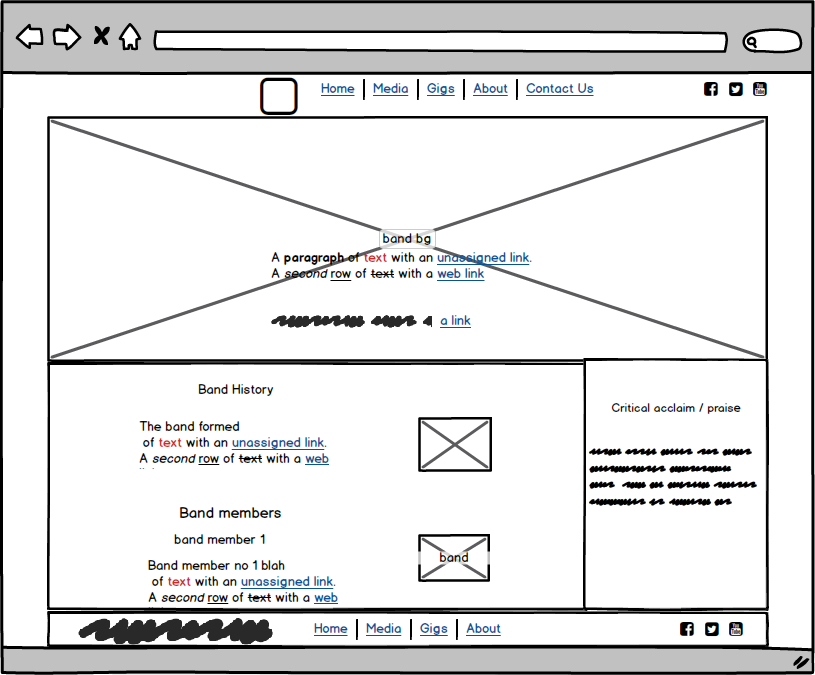 Home Media Gigs About Contact Us
band bg
A paragraph of text with an unassigned link.
A second row of text with a web link
a link
Band History
The band formed
of text with an unassigned link.
A second row of text with a web
Band members
band member 1
Band member no 1 blah
of text with an unassigned link.
A second row of text with a web
band
Critical acclaim / praise
Home Media Gigs About